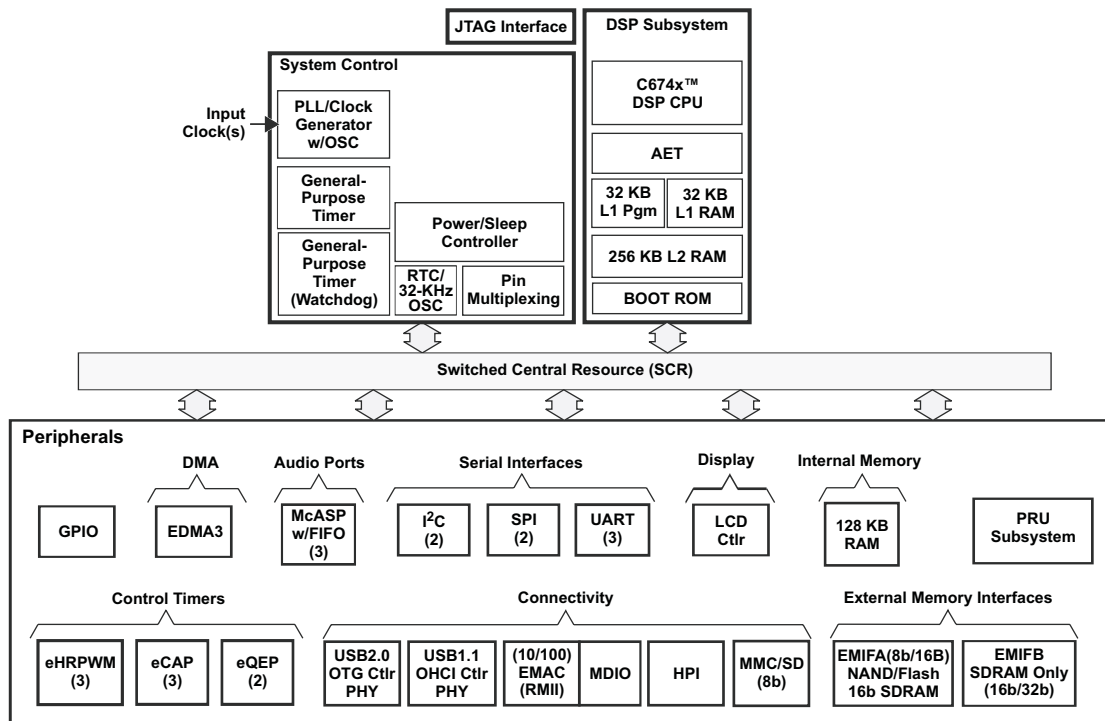 JTAG Interface
DSP Subsystem
System Control
Input
Clock(s)
PLL/Clock
Generator
w/OSC
General-
Purpose
Timer
General-
Purpose
Timer
(Watchdog)
Power/Sleep
Controller
RTC/
32-KHz
OSC
Pin
Multiplexing
C674x™
DSP CPU
AET
32 KB
L1 Pgm
32 KB
L1 RAM
256 KB L2 RAM
BOOT ROM
Switched Central Resource (SCR)
Peripherals
DMA
Audio Ports
Serial Interfaces
Display
Internal Memory
GPIO
EDMA3
McASP
w/FIFO
(3)
I²C
(2)
SPI
(2)
UART
(3)
LCD
Ctlr
128 KB
RAM
PRU
Subsystem
Control Timers
Connectivity
External Memory Interfaces
eHRPWM
(3)
eCAP
(3)
eQEP
(2)
USB2.0
OTG Ctlr
PHY
USB1.1
OHCI Ctlr
PHY
(10/100)
EMAC
(RMII)
MDIO
HPI
MMC/SD
(8b)
EMIFA(8b/16B)
NAND/Flash
16b SDRAM
EMIFB
SDRAM Only
(16b/32b)